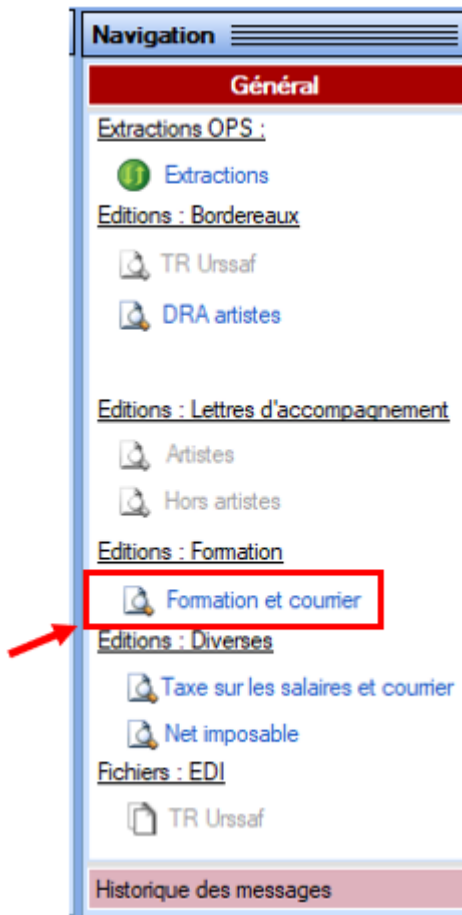 Navigation
Général
Extractions OPS :
Extractions
Editions : Bordereaux
TR Urssaf
DRA artistes
Editions : Lettres d'accompagnement
Artistes
Hors artistes
Editions : Formation
Formation et courrier
Editions : Diverses
Taxe sur les salaires et courrier
Net imposable
Fichiers : EDI
TR Urssaf
Historique des messages